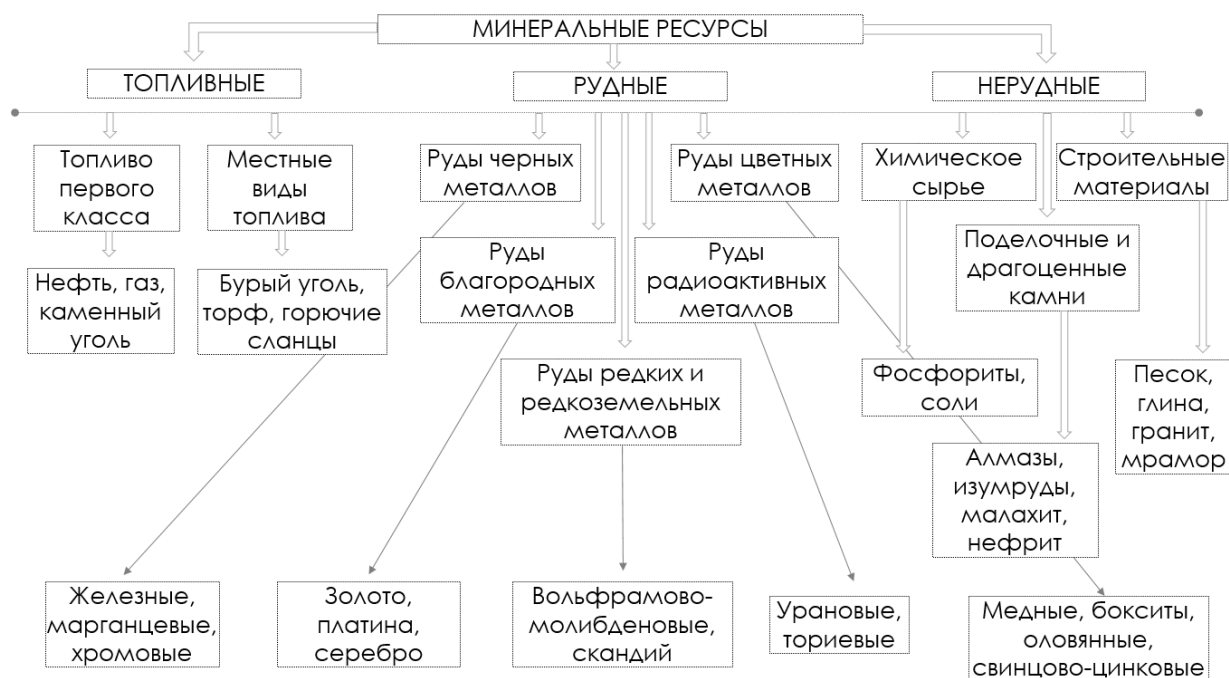 МИНЕРАЛЬНЫЕ РЕСУРСЫ
ТОПЛИВНЫЕ
РУДНЫЕ
НЕРУДНЫЕ
Топливо
первого
класса
Местные
виды
топлива
Руды черных
металлов
Руды цветных
металлов
Химическое
сырье
Строительные
материалы
Нефть, газ,
каменный
уголь
Бурый уголь,
торф, горючие
сланцы
Руды
благородных
металлов
Руды
радиоактивных
металлов
Поделочные и
драгоценные
камни
Руды редких и
редкоземельных
металлов
Фосфориты,
соли
Песок,
глина,
гранит,
мрамор
Алмазы,
изумруды,
малахит,
нефрит
Железные,
марганцевые,
хромовые
Золото,
платина,
серебро
Вольфрамово-
молибденовые,
скандий
Урановые,
ториевые
Медные, бокситы,
оловянные,
свинцово-цинковые